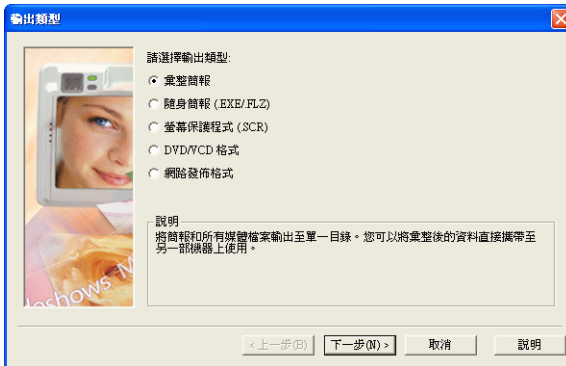 輸出類型
請選擇輸出類型:
彙整簡報
隨身簡報 (.EXE/.FLZ)
螢幕保護程式 (.SCR)
DVD/VCD 格式
網路發佈格式
說明
將簡報和所有媒體檔案輸出至單一目錄。您可以將彙整後的資料直接攜帶至
另一部機器上使用。
<上一步(B)
下一步(N) >
取消
說明